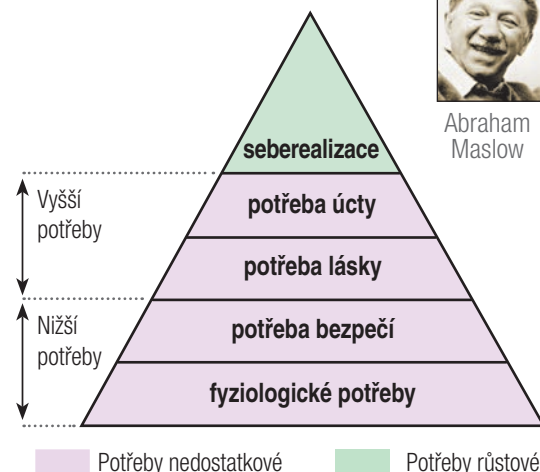 Abraham
Maslow
seberealizace
Vyšší
potřeby
potřeba úcty
potřeba lásky
Nižší
potřeby
potřeba bezpečí
fyziologické potřeby
Potřeby nedostatkové
Potřeby růstové